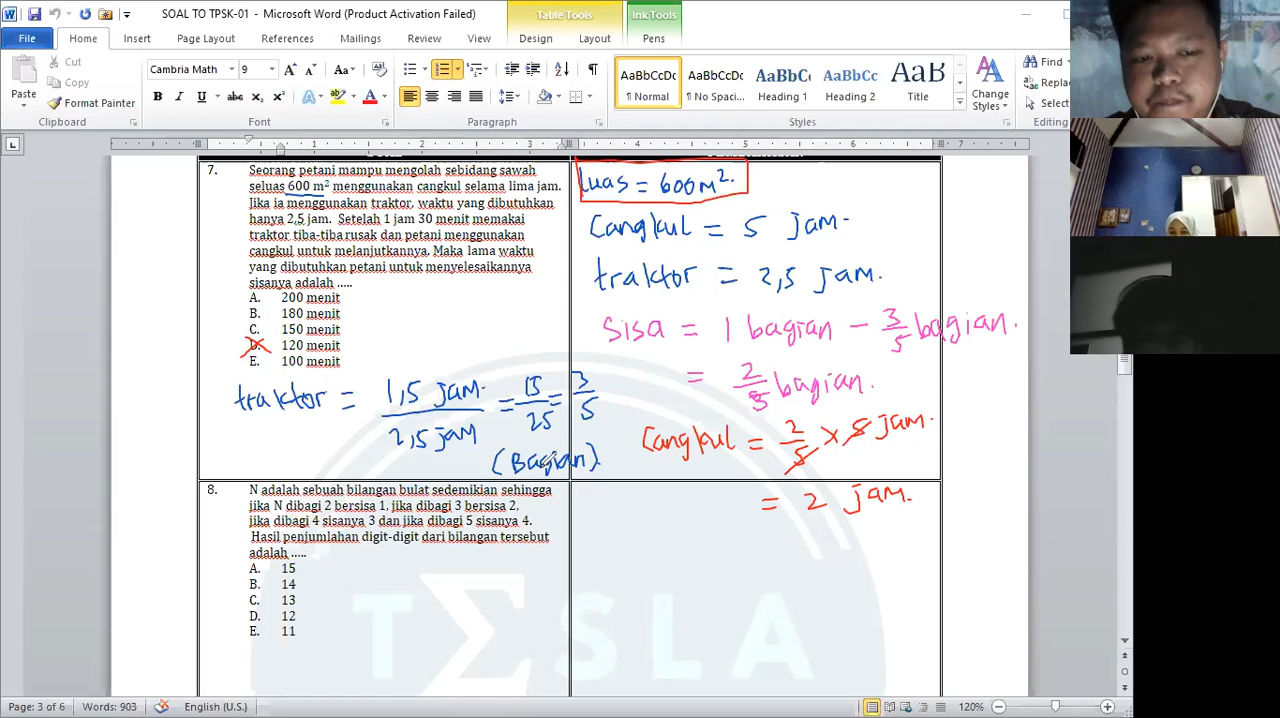 SOAL TO TPSK-01 - Microsoft Word (Product Activation Failed)
Table Tools
Ink Tools
File
Home
Insert
Page Layout
References
Mailings
Review
View
Design
Layout
Pens
Paste
Cut
Copy
Format Painter
Clipboard
Cambria Math
9
Font
Paragraph
AaBbCcDc
¶ Normal
AaBbCcDc
¶ No Spaci...
AaBbCc
Heading 1
AaBbCc
Heading 2
AaB
Title
Change
Styles
Styles
Find
Replace
Select
Editing
7. Seorang petani mampu mengolah sebidang sawah
seluas 600 m² menggunakan cangkul selama lima jam.
Jika ia menggunakan traktor, waktu yang dibutuhkan
hanya 2,5 jam. Setelah 1 jam 30 menit memakai
traktor tiba-tiba rusak dan petani menggunakan
cangkul untuk melanjutkannya. Maka lama waktu
yang dibutuhkan petani untuk menyelesaikannya
sisanya adalah .....
A. 200 menit
B. 180 menit
C. 150 menit
D. 120 menit
E. 100 menit
traktor = 1,5 jam / 2,5 jam = 15/25 = 3/5
(Bagian).
Luas = 600 m².
Cangkul = 5 jam.
traktor = 2,5 jam.
Sisa = 1 bagian - 3/5 bagian.
= 2/5 bagian.
Cangkul = 2/5 x 5 jam.
= 2 jam.
8. N adalah sebuah bilangan bulat sedemikian sehingga
jika N dibagi 2 bersisa 1, jika dibagi 3 bersisa 2,
jika dibagi 4 sisanya 3 dan jika dibagi 5 sisanya 4.
Hasil penjumlahan digit-digit dari bilangan tersebut
adalah .....
A. 15
B. 14
C. 13
D. 12
E. 11
TESLA
Page: 3 of 6
Words: 903
English (U.S.)
120%